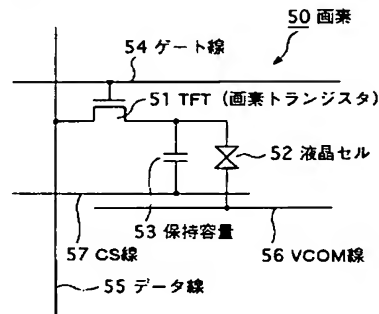 50 画素
54 ゲート線
51 TFT (画素トランジスタ)
52 液晶セル
53 保持容量
57 CS線
56 VCOM線
55 データ線